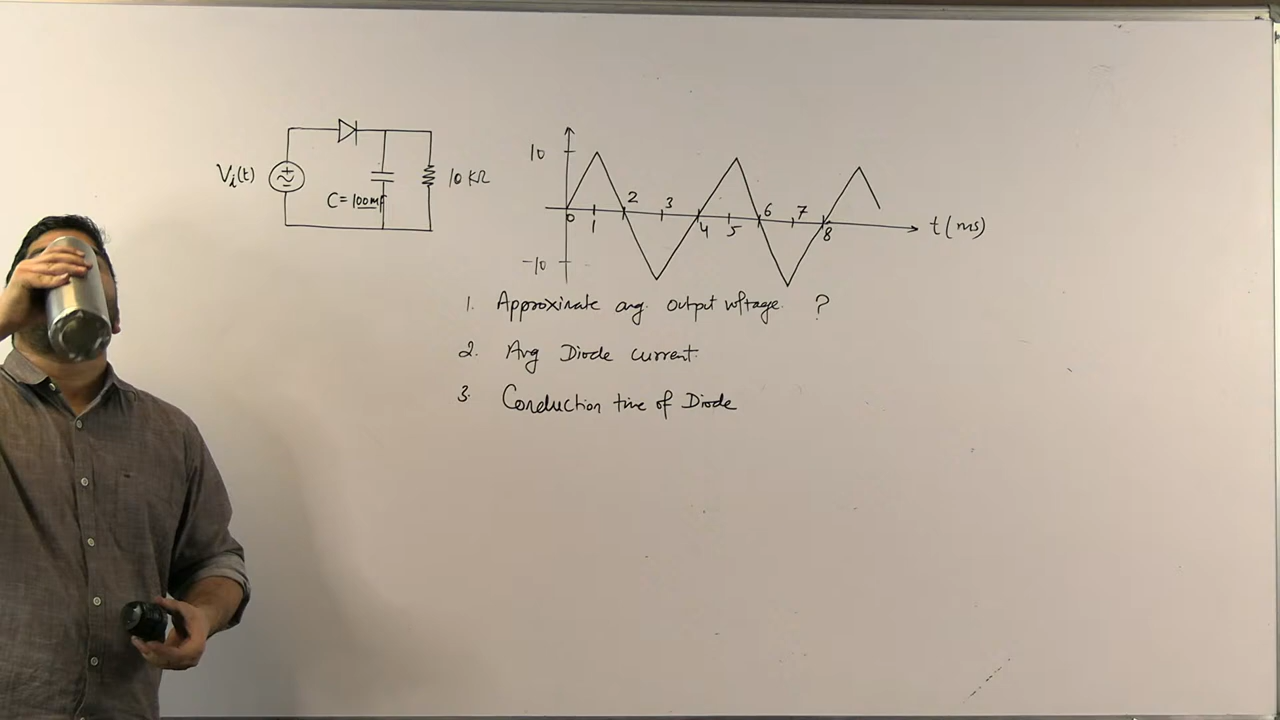 Vi(t)
C=100mF
10 KΩ
10
-10
0 1 2 3 4 5 6 7 8
t (ms)
1. Approximate avg. output voltage. ?
2. Avg Diode current.
3. Conduction time of Diode